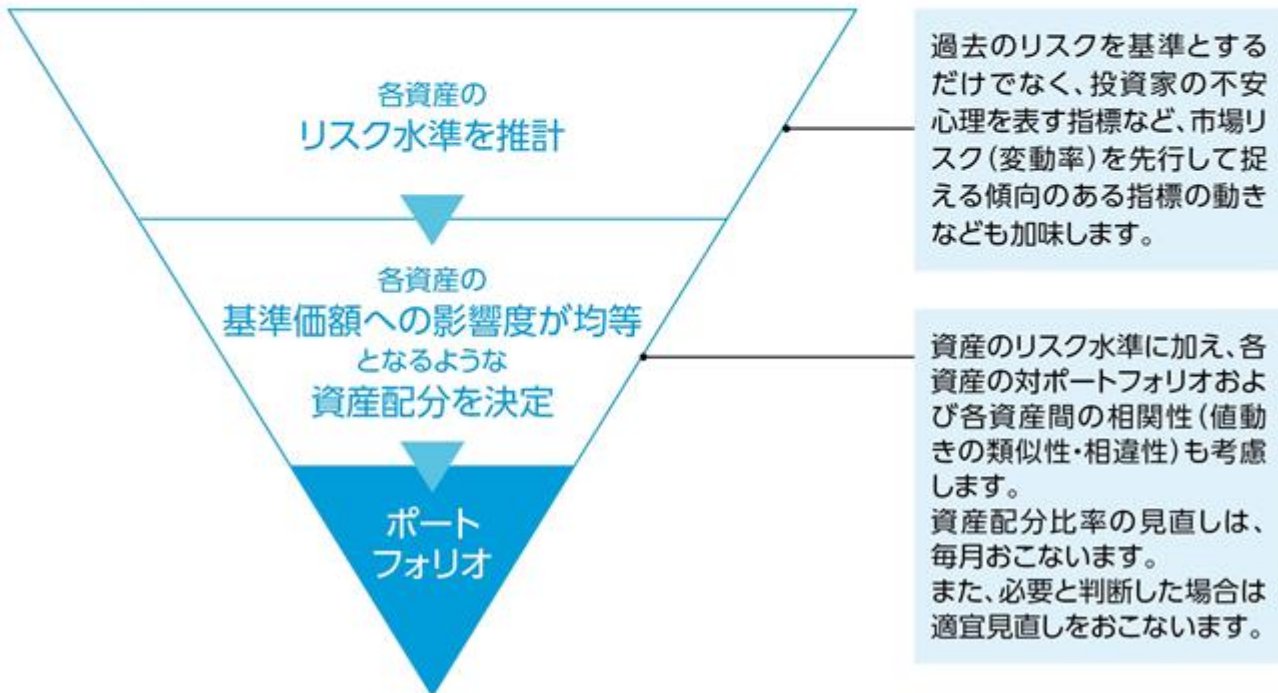 各資産の
リスク水準を推計
過去のリスクを基準とする
だけでなく、投資家の不安
心理を表す指標など、市場リ
スク(変動率)を先行して捉
える傾向のある指標の動き
なども加味します。
各資産の
基準価額への影響度が均等
となるような
資産配分を決定
資産のリスク水準に加え、各
資産の対ポートフォリオおよ
び各資産間の相関性(値動
きの類似性・相違性)も考慮
します。
資産配分比率の見直しは、
毎月おこないます。
また、必要と判断した場合は
適宜見直しをおこないます。
ポート
フォリオ